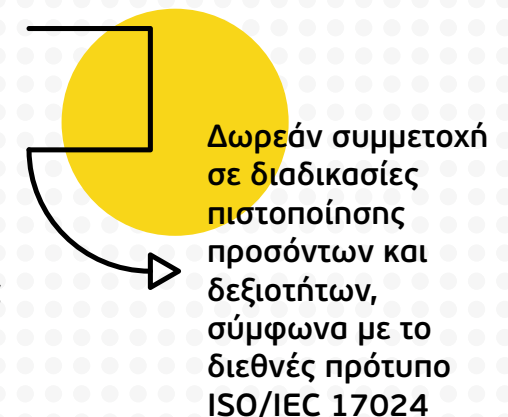 Δωρεάν συμμετοχή
σε διαδικασίες
πιστοποίησης
προσόντων και
δεξιοτήτων,
σύμφωνα με το
διεθνές πρότυπο
ISO/IEC 17024